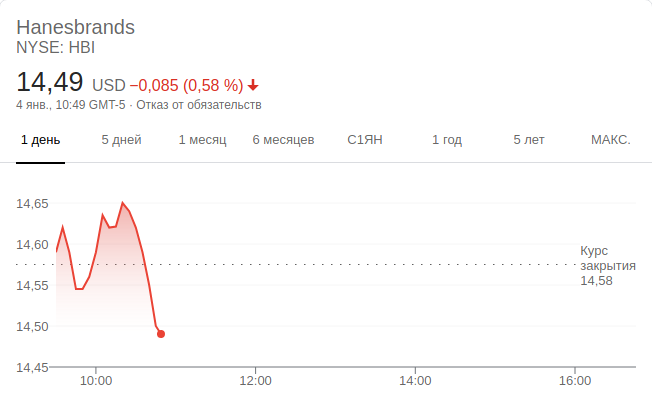 Hanesbrands
NYSE: HBI
14,49 USD −0,085 (0,58 %)
4 янв., 10:49 GMT-5 · Отказ от обязательств
1 день 5 дней 1 месяц 6 месяцев С1ЯН 1 год 5 лет МАКС.
14,65
14,60
Курс
закрытия
14,58
14,55
14,50
14,45
10:00 12:00 14:00 16:00